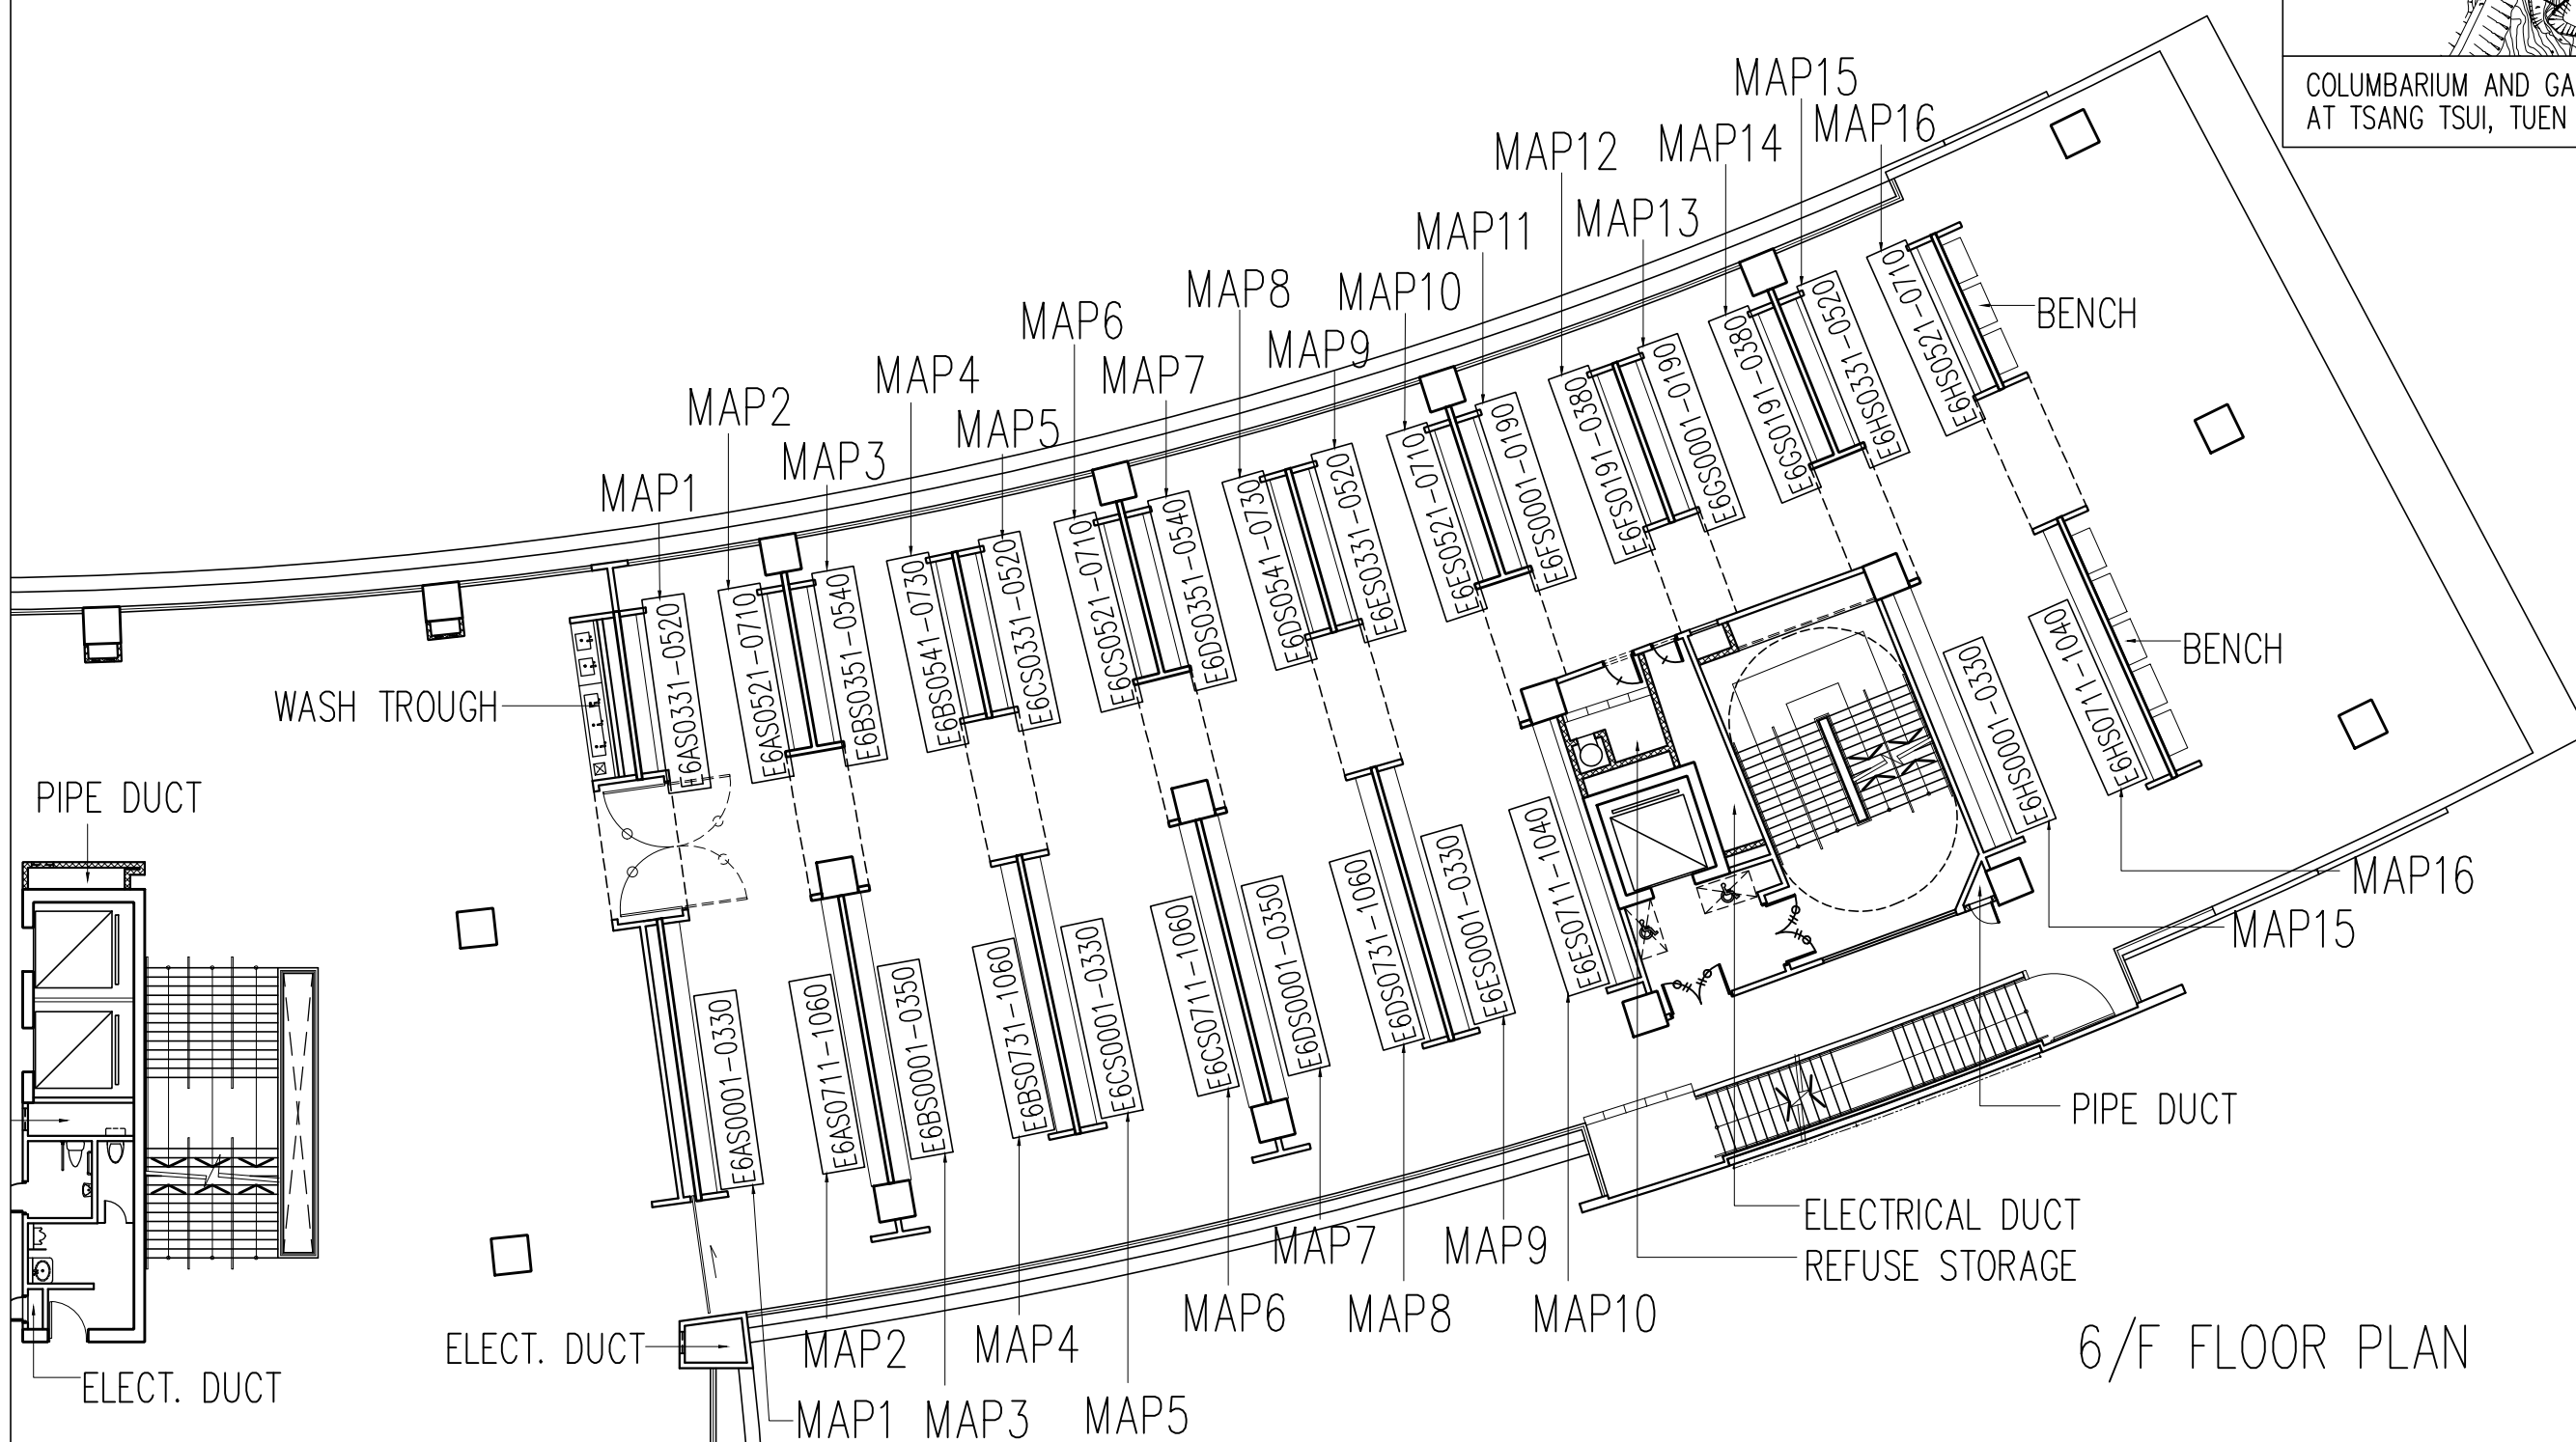 COLUMBARIUM AND GA
AT TSANG TSUI, TUEN
MAP15
MAP16
MAP14
MAP12
MAP13
MAP11
MAP10
MAP8
MAP9
MAP6
MAP7
MAP4
MAP5
MAP2
MAP3
MAP1
E6AS0331-0520
E6AS0521-0710
E6BS0351-0540
E6BS0541-0730
E6CS0331-0520
E6CS0521-0710
E6DS0351-0540
E6DS0541-0730
E6ES0331-0520
E6ES0521-0710
E6FS0001-0190
E6FS0191-0380
E6GS0001-0190
E6GS0191-0380
E6HS0331-0520
E6HS0521-0710
BENCH
BENCH
WASH TROUGH
PIPE DUCT
E6AS0001-0330
E6AS0711-1060
E6BS0001-0350
E6BS0731-1060
E6CS0001-0330
E6CS0711-1060
E6DS0001-0350
E6DS0731-1060
E6ES0001-0330
E6ES0711-1040
E6HS0001-0330
E6HS0711-1040
MAP16
MAP15
PIPE DUCT
ELECTRICAL DUCT
REFUSE STORAGE
MAP7
MAP9
MAP6
MAP8
MAP10
MAP2
MAP4
MAP1
MAP3
MAP5
ELECT. DUCT
ELECT. DUCT
6/F FLOOR PLAN